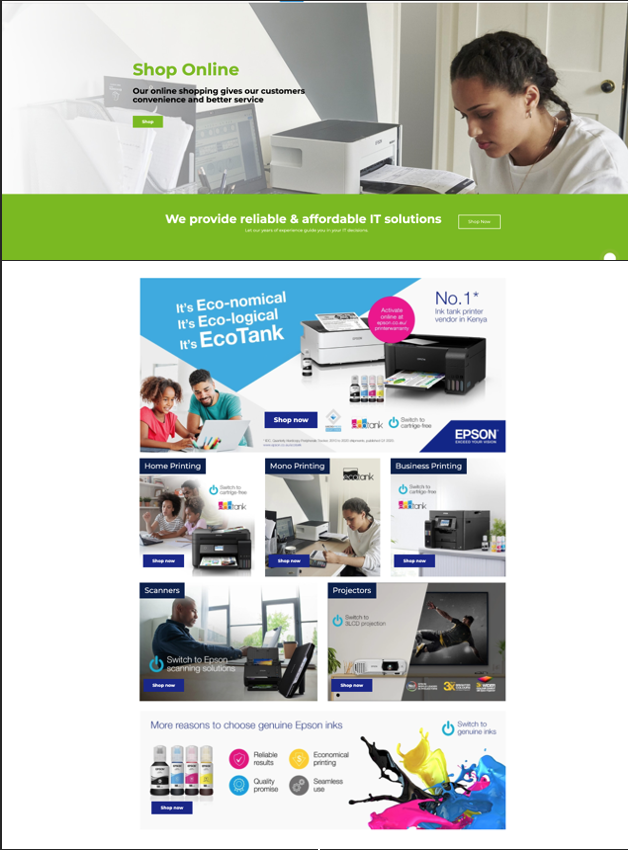 Shop Online
Our online shopping gives our customers
convenience and better service
Shop
We provide reliable & affordable IT solutions
Let our years of experience guide you in your IT decisions.
Shop Now
It's Eco-nomical
It's Eco-logical
It's EcoTank
Activate
online at
epson.co.eu/
printerwarranty
No.1*
Ink tank printer
vendor in Kenya
EPSON
Shop now
ecotank
Switch to
cartridge-free
EPSON
EXCEED YOUR VISION
Home Printing
Switch to
cartrige-free
ecotank
Shop now
Mono Printing
ecotank
Shop now
Business Printing
Switch to
cartrige-free
ecotank
Shop now
Scanners
Switch to Epson
scanning solutions
Shop now
Projectors
Switch to
3LCD projection
Shop now
More reasons to choose genuine Epson inks
Switch to
genuine inks
Reliable
results
Economical
printing
Quality
promise
Seamless
use
Shop now